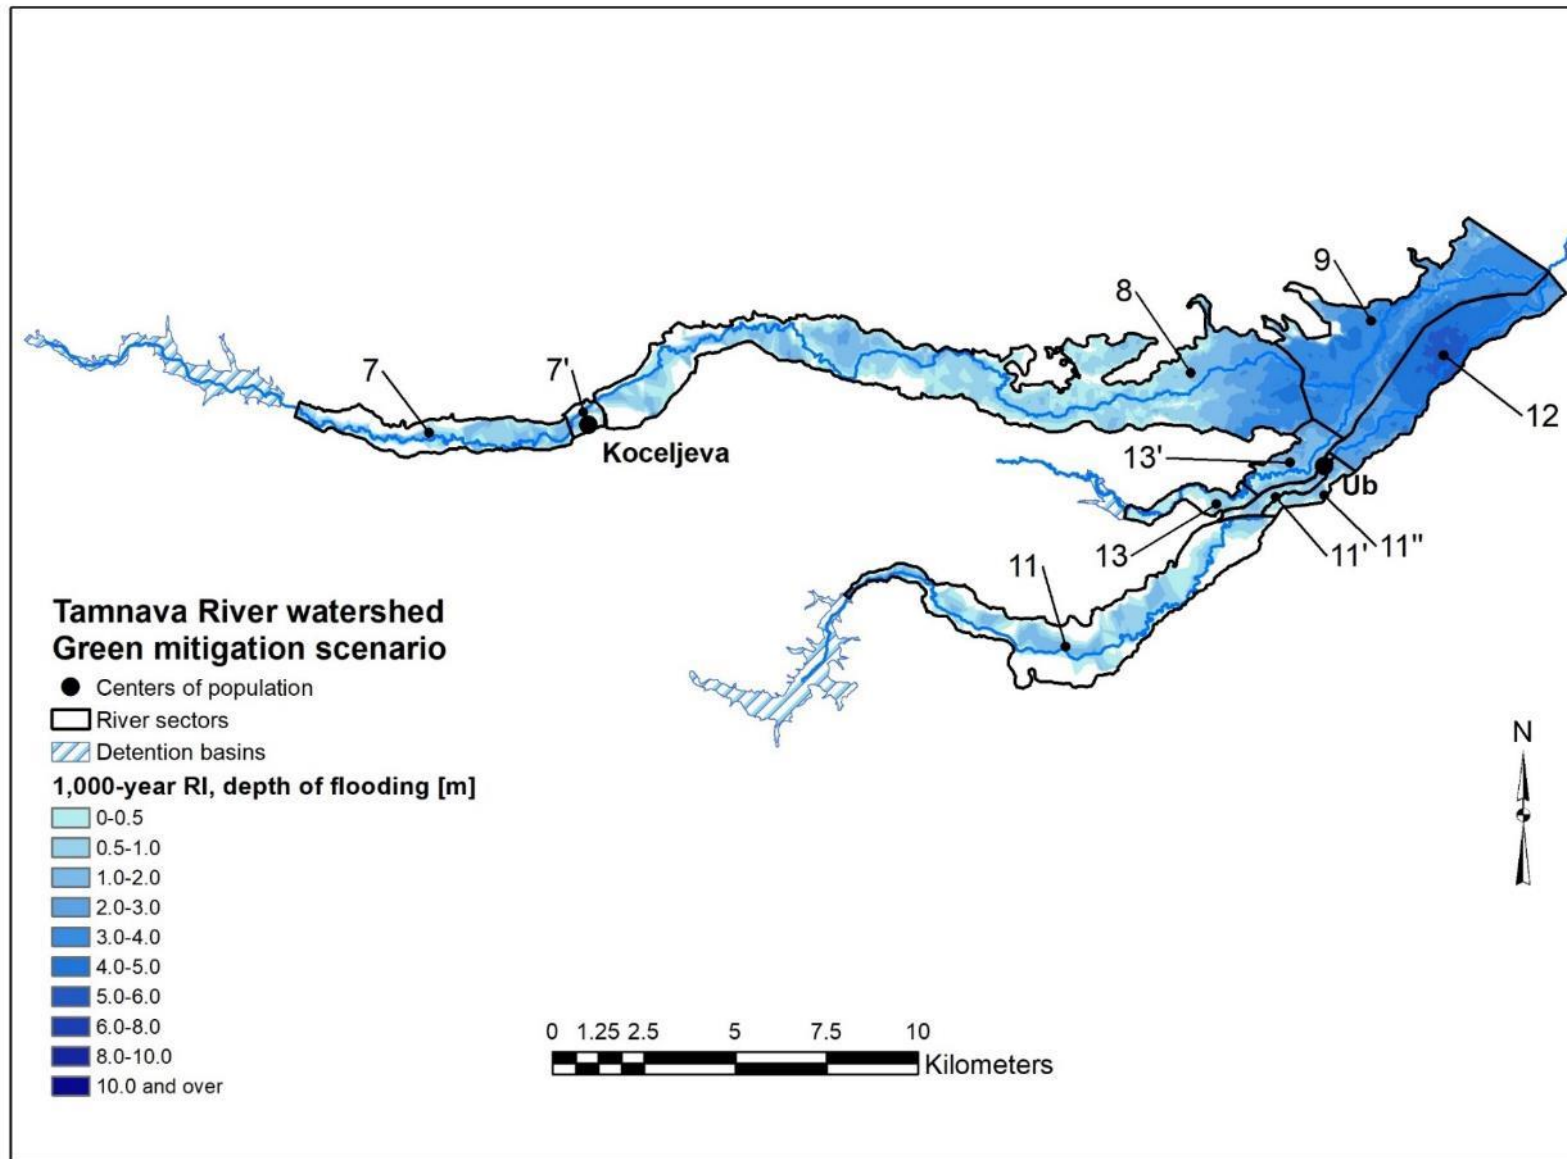 9
8
7
7'
12
Koceljeva
13'
Ub
13
11'
11"
11
Tamnava River watershed
Green mitigation scenario
Centers of population
River sectors
Detention basins
1,000-year RI, depth of flooding [m]
0-0.5
0.5-1.0
1.0-2.0
2.0-3.0
3.0-4.0
4.0-5.0
5.0-6.0
6.0-8.0
8.0-10.0
10.0 and over
N
0 1.25 2.5 5 7.5 10
Kilometers